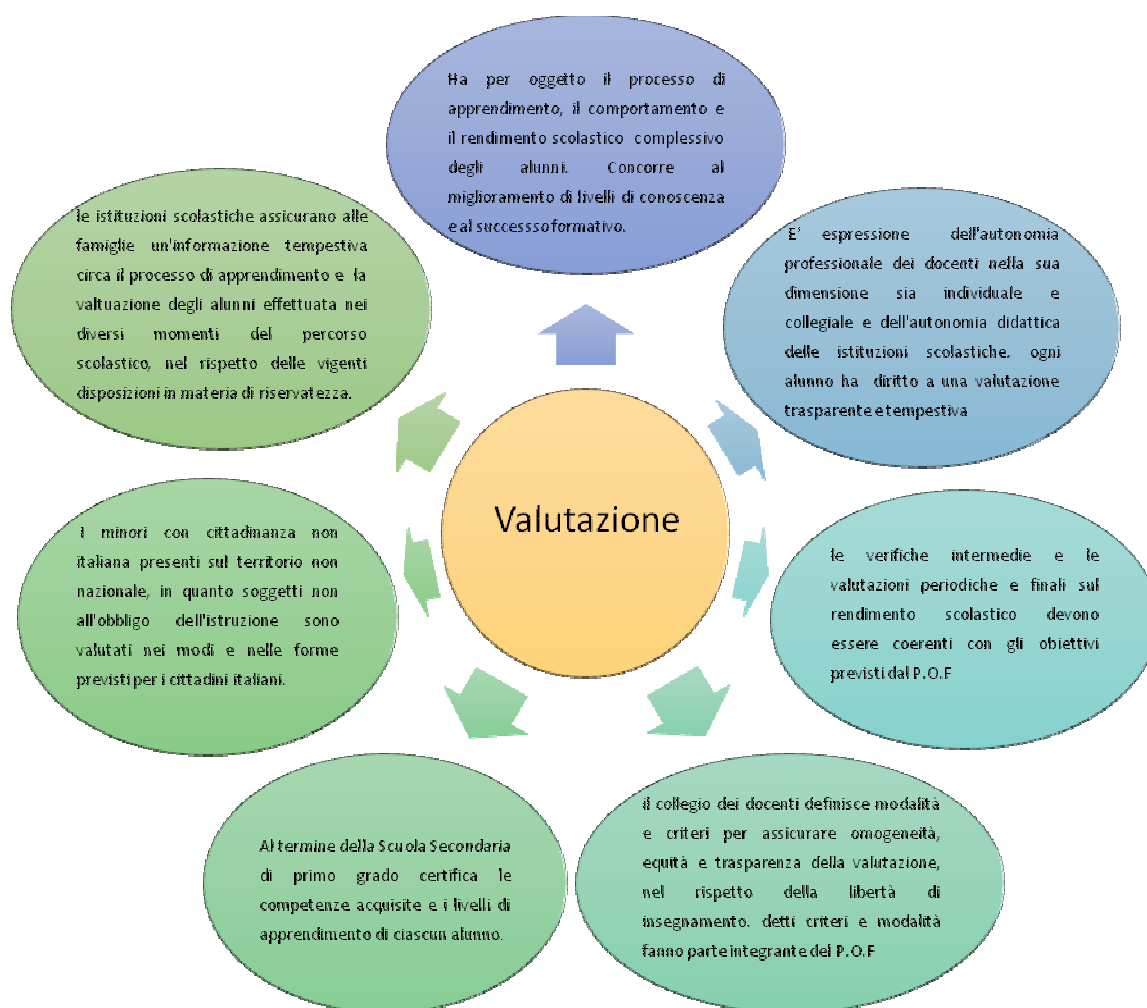 Ha per oggetto il processo di
apprendimento, il comportamento e
il rendimento scolastico complessivo
degli alunni. Concorre al
miglioramento di livelli di conoscenza
e al successso formativo.
E' espressione dell'autonomia
professionale dei docenti nella sua
dimensione sia individuale e
collegiale e dell'autonomia didattica
delle istituzioni scolastiche. ogni
alunno ha diritto a una valutazione
trasparente e tempestiva
le verifiche intermedie e le
valutazioni periodiche e finali sul
rendimento scolastico devono
essere coerenti con gli obiettivi
previsti dal P.O.F
il collegio dei docenti definisce modalità
e criteri per assicurare omogeneità,
equità e trasparenza della valutazione,
nel rispetto della libertà di
insegnamento. detti criteri e modalità
fanno parte integrante del P.O.F
Al termine della Scuola Secondaria
di primo grado certifica le
competenze acquisite e i livelli di
apprendimento di ciascun alunno.
i minori con cittadinanza non
italiana presenti sul territorio non
nazionale, in quanto soggetti non
all'obbligo dell'istruzione sono
valutati nei modi e nelle forme
previsti per i cittadini italiani.
le istituzioni scolastiche assicurano alle
famiglie un'informazione tempestiva
circa il processo di apprendimento e la
valtuazione degli alunni effettuata nei
diversi momenti del percorso
scolastico, nel rispetto delle vigenti
disposizioni in materia di riservatezza.
Valutazione